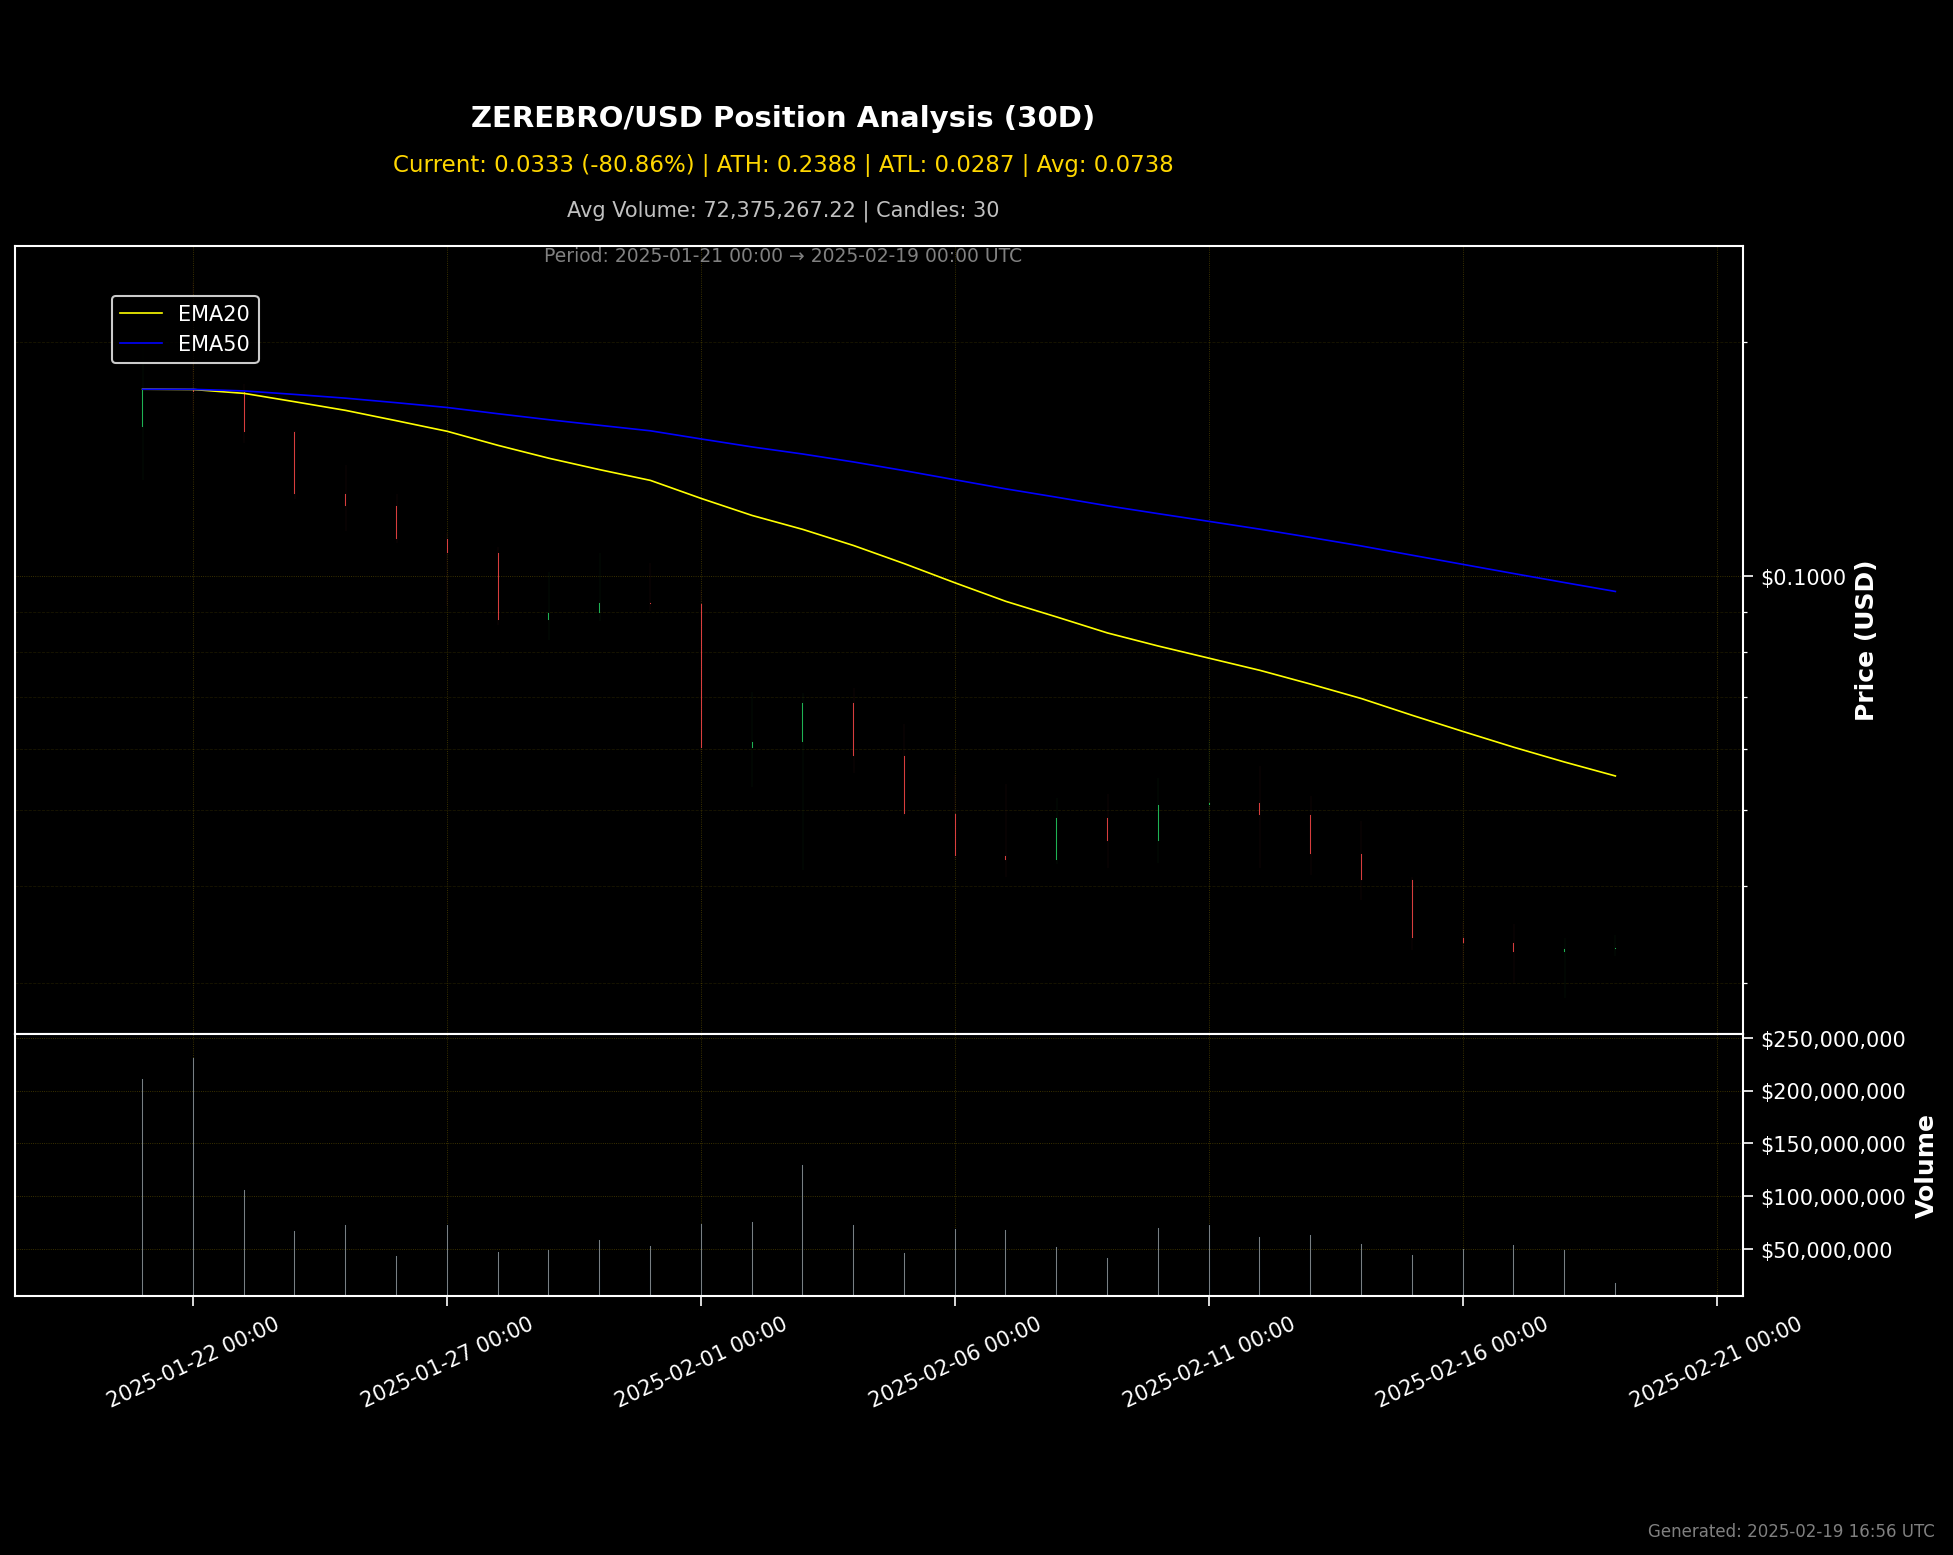 ZEREBRO/USD Position Analysis (30D)
Current: 0.0333 (-80.86%) | ATH: 0.2388 | ATL: 0.0287 | Avg: 0.0738
Avg Volume: 72,375,267.22 | Candles: 30
Period: 2025-01-21 00:00 → 2025-02-19 00:00 UTC
EMA20
EMA50
$0.1000
Price (USD)
$250,000,000
$200,000,000
$150,000,000
$100,000,000
$50,000,000
Volume
2025-01-22 00:00
2025-01-27 00:00
2025-02-01 00:00
2025-02-06 00:00
2025-02-11 00:00
2025-02-16 00:00
2025-02-21 00:00
Generated: 2025-02-19 16:56 UTC